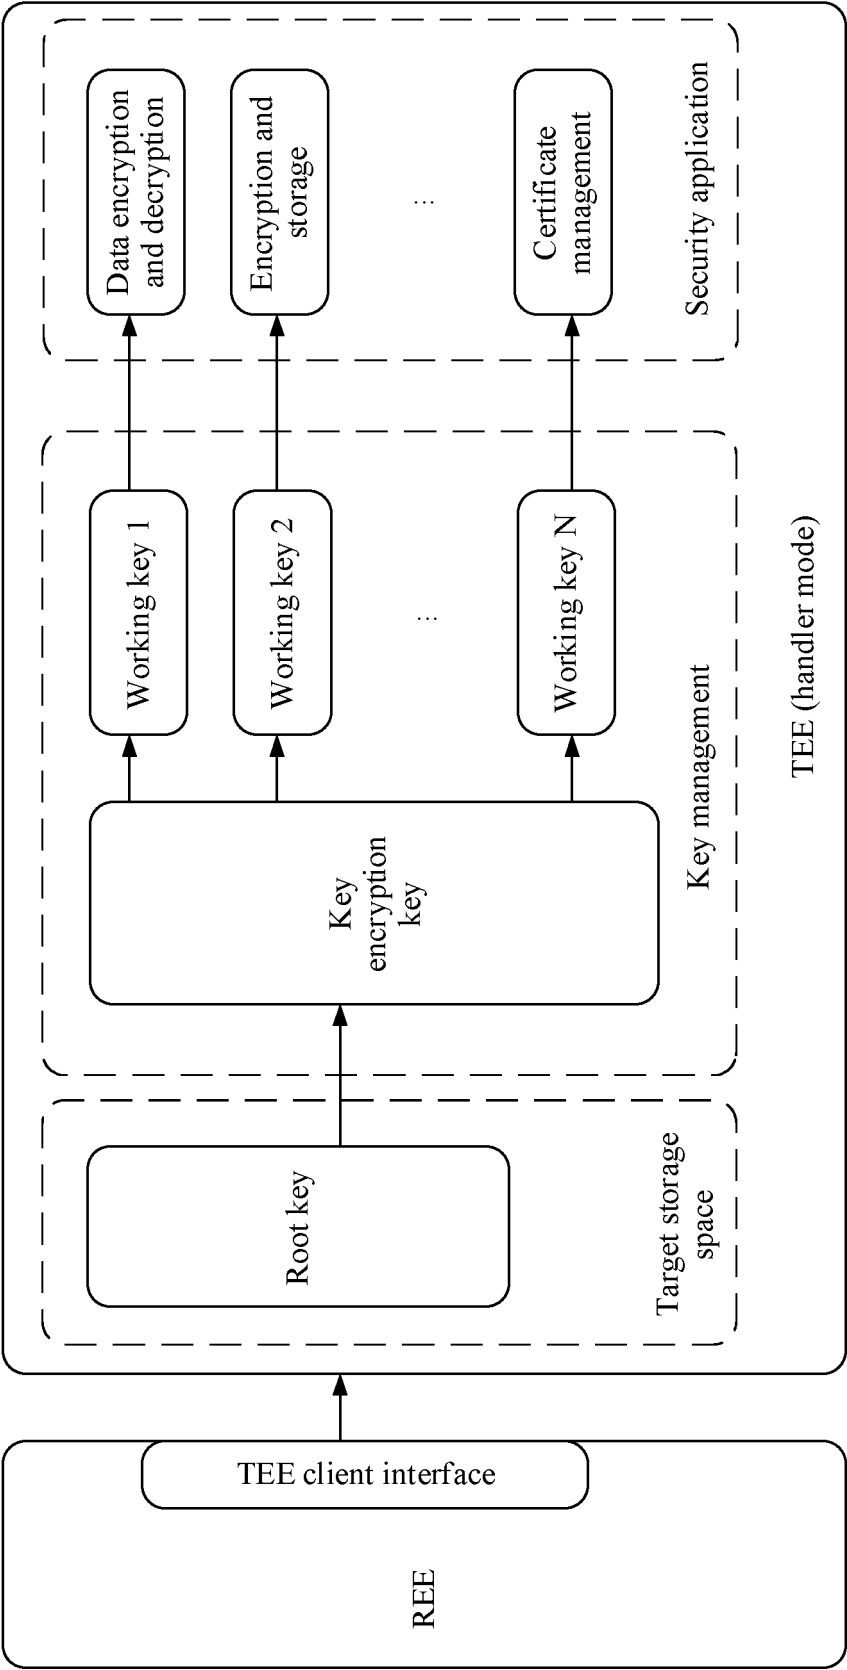 Data encryption
and decryption
Encryption and
storage
...
Certificate
management
Security application
Working key 1
Working key 2
...
Working key N
Key
encryption
key
Key management
TEE (handler mode)
Root key
Target storage
space
TEE client interface
REE